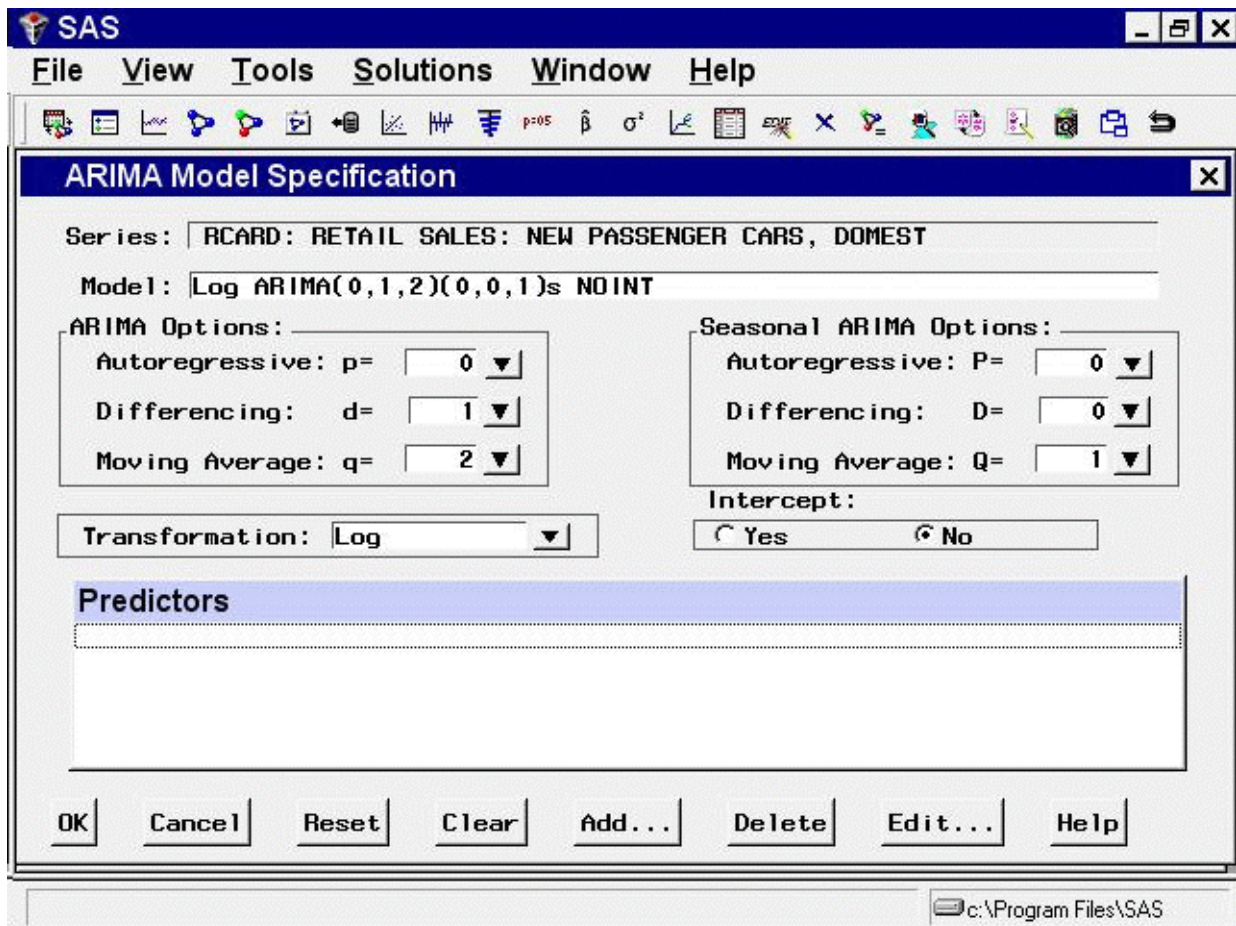 SAS
File View Tools Solutions Window Help
p=05 β̂ σ²
ARIMA Model Specification
Series: RCARD: RETAIL SALES: NEW PASSENGER CARS, DOMEST
Model: Log ARIMA(0,1,2)(0,0,1)s NOINT
ARIMA Options:
Autoregressive: p= 0
Differencing: d= 1
Moving Average: q= 2
Seasonal ARIMA Options:
Autoregressive: P= 0
Differencing: D= 0
Moving Average: Q= 1
Transformation: Log
Intercept:
Yes No
Predictors
OK Cancel Reset Clear Add... Delete Edit... Help
c:\Program Files\SAS